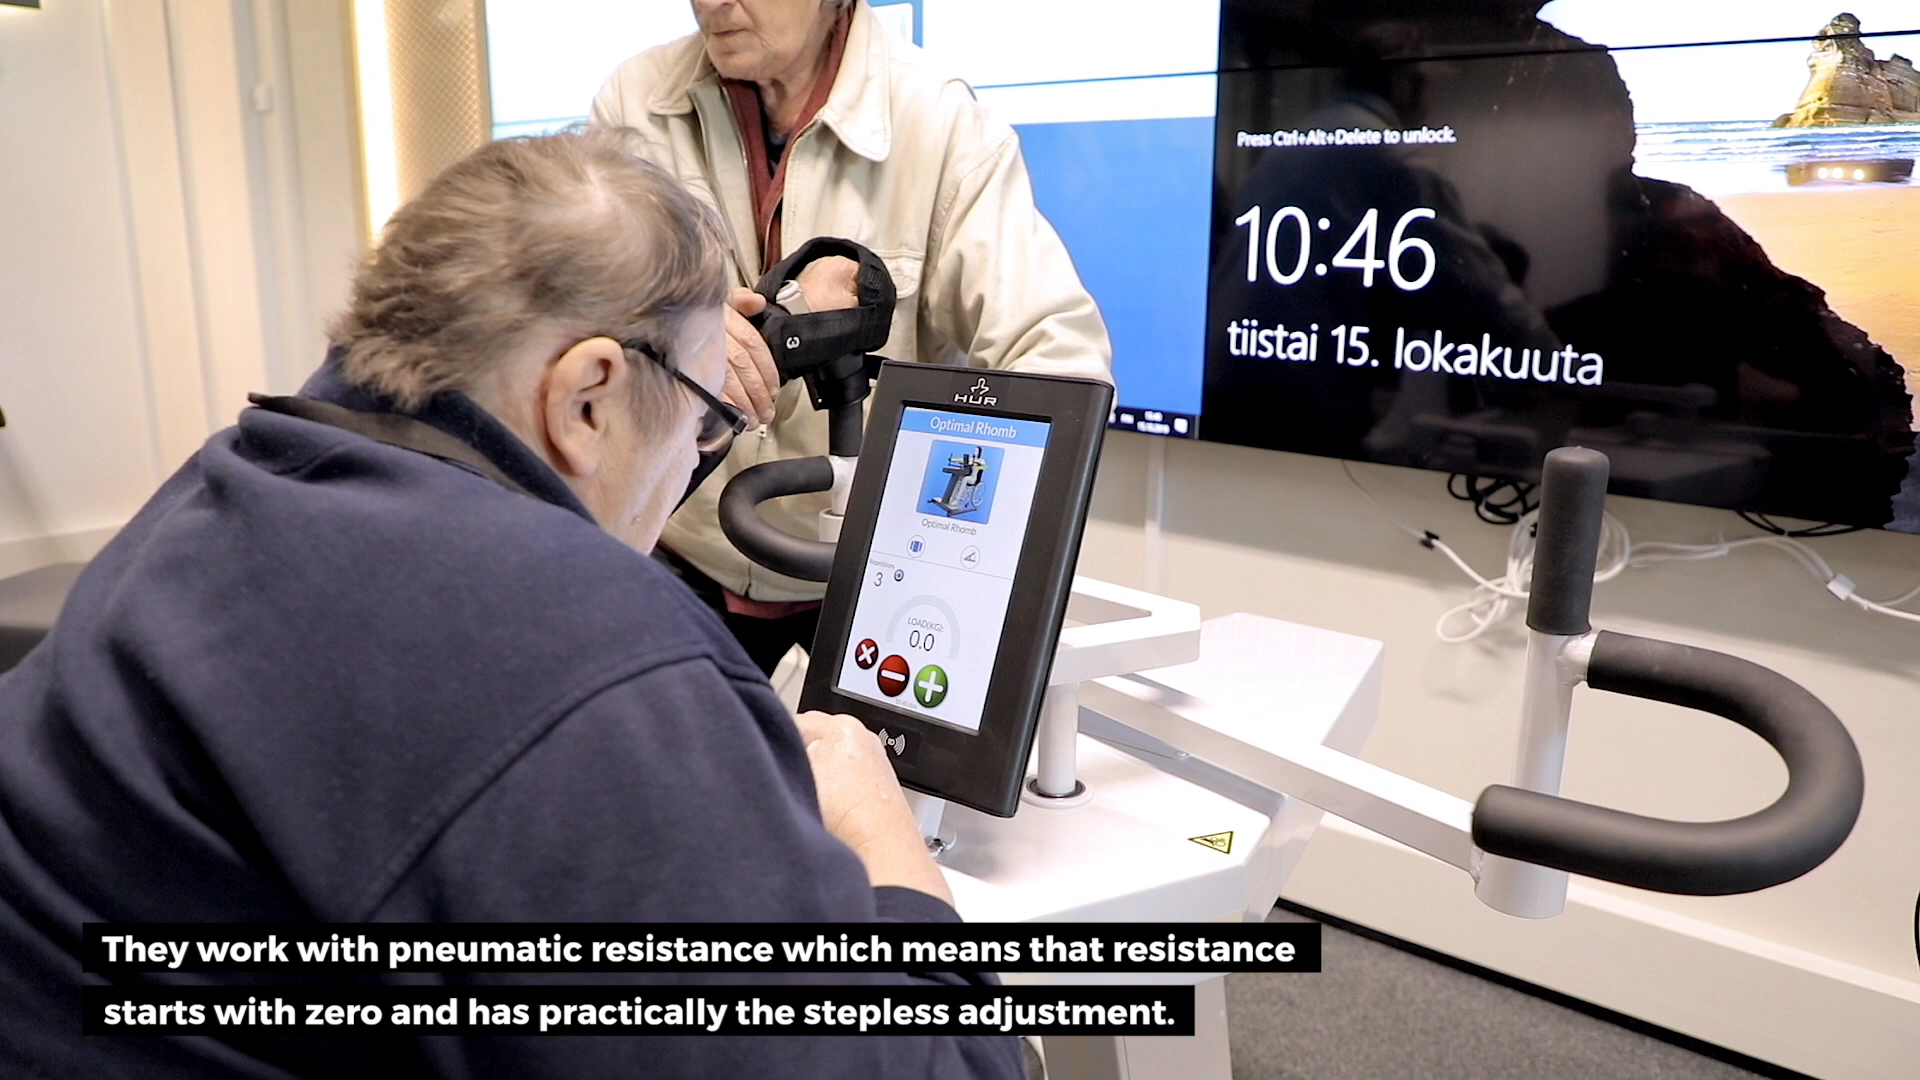 Press Ctrl+Alt+Delete to unlock.
10:46
tiistai 15. lokakuuta
3
HUR
Optimal Rhomb
Optimal Rhomb
Repetitions
3
LOAD(KG):
0.0
They work with pneumatic resistance which means that resistance
starts with zero and has practically the stepless adjustment.